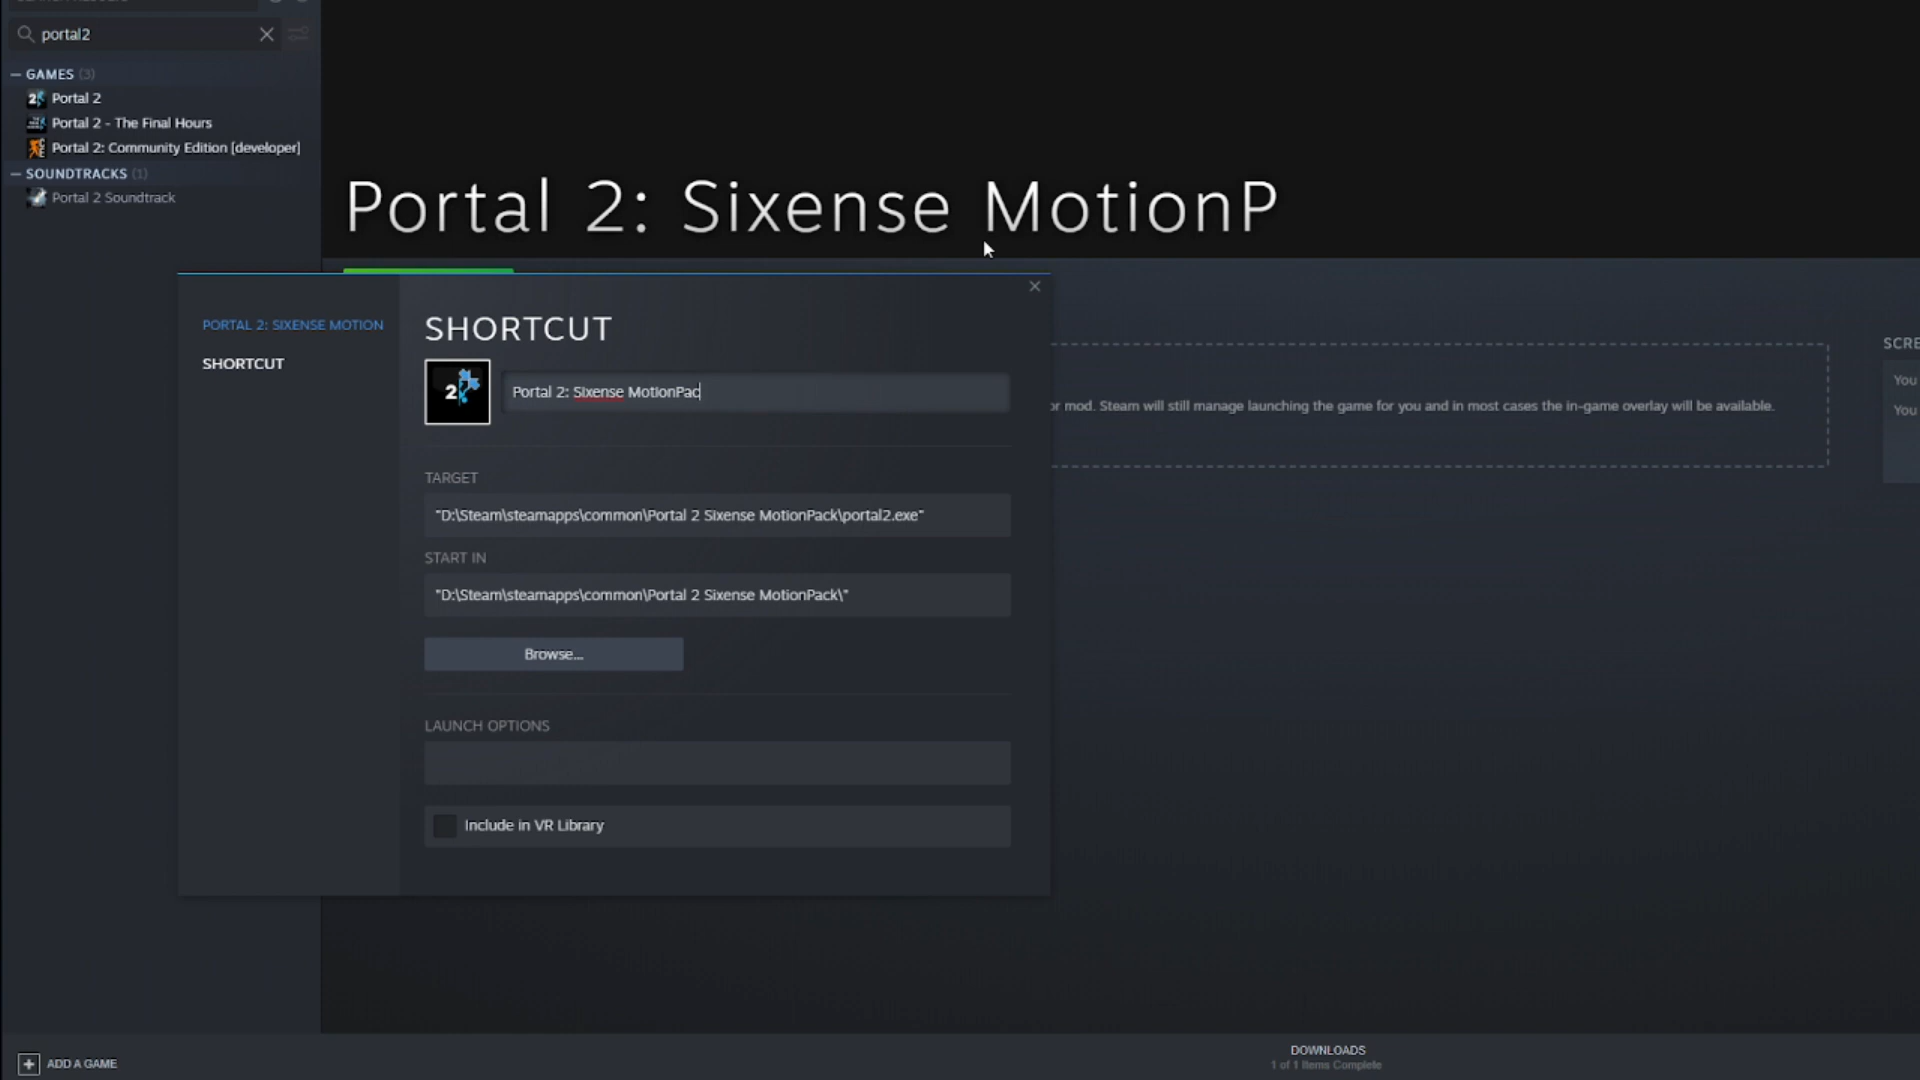 portal2
GAMES (3)
Portal 2
Portal 2 - The Final Hours
Portal 2: Community Edition [developer]
SOUNDTRACKS (1)
Portal 2 Soundtrack
Portal 2: Sixense MotionP
PORTAL 2: SIXENSE MOTION
SHORTCUT
SHORTCUT
2
Portal 2: Sixense MotionPac
or mod. Steam will still manage launching the game for you and in most cases the in-game overlay will be available.
SCRE
You
You
TARGET
"D:\Steam\steamapps\common\Portal 2 Sixense MotionPack\portal2.exe"
START IN
"D:\Steam\steamapps\common\Portal 2 Sixense MotionPack\"
Browse...
LAUNCH OPTIONS
Include in VR Library
ADD A GAME
DOWNLOADS
1 of 1 Items Complete